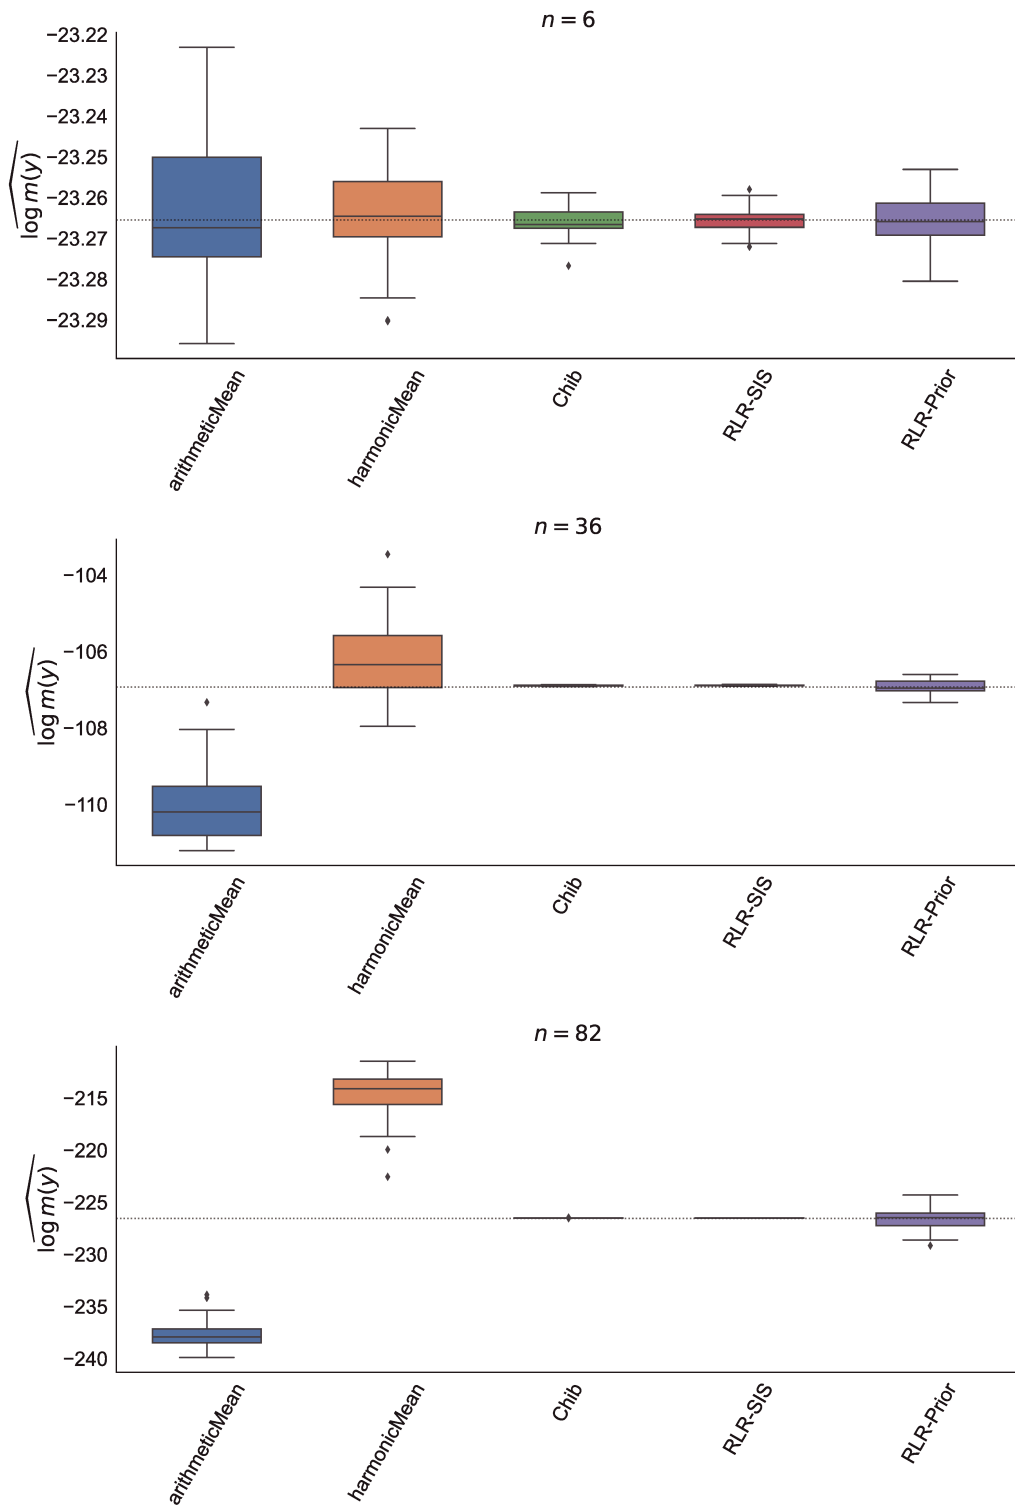 n = 6
−23.22
−23.23
−23.24
−23.25
−23.26
−23.27
−23.28
−23.29
log m(y)
arithmeticMean
harmonicMean
Chib
RLR-SIS
RLR-Prior
n = 36
−104
−106
−108
−110
log m(y)
arithmeticMean
harmonicMean
Chib
RLR-SIS
RLR-Prior
n = 82
−215
−220
−225
−230
−235
−240
log m(y)
arithmeticMean
harmonicMean
Chib
RLR-SIS
RLR-Prior